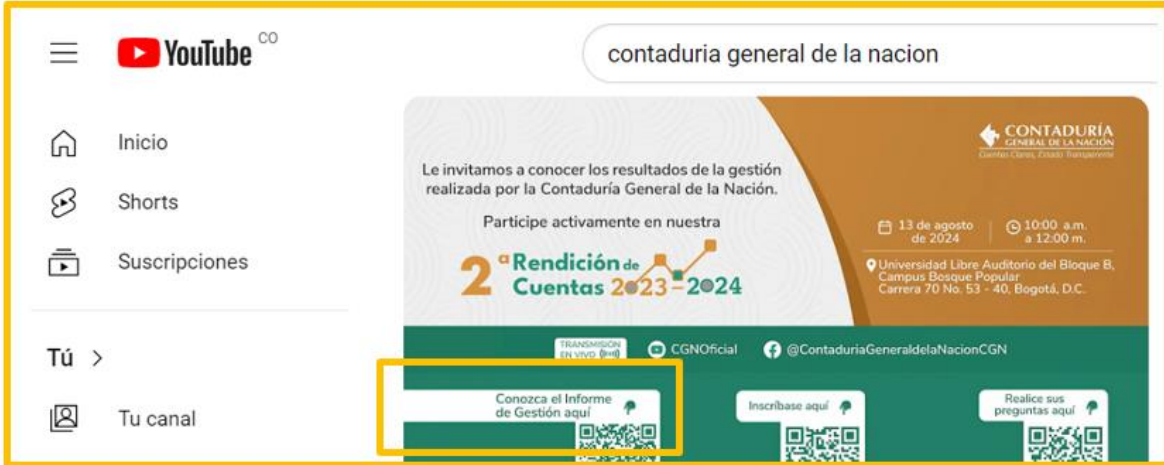 YouTube CO
contaduria general de la nacion
Inicio
Shorts
Suscripciones
Tú >
Tu canal
CONTADURÍA
GENERAL DE LA NACIÓN
Cuentas Claras, Estado Transparente
Le invitamos a conocer los resultados de la gestión
realizada por la Contaduría General de la Nación.
Participe activamente en nuestra
2ª Rendición de
Cuentas 2023-2024
13 de agosto
de 2024
10:00 a.m.
a 12:00 m.
Universidad Libre Auditorio del Bloque B,
Campus Bosque Popular
Carrera 70 No. 53 - 40, Bogotá, D.C.
TRANSMISIÓN
EN VIVO
CGNOficial
@ContaduriaGeneraldelaNacionCGN
Conozca el Informe
de Gestión aquí
Inscríbase aquí
Realice sus
preguntas aquí